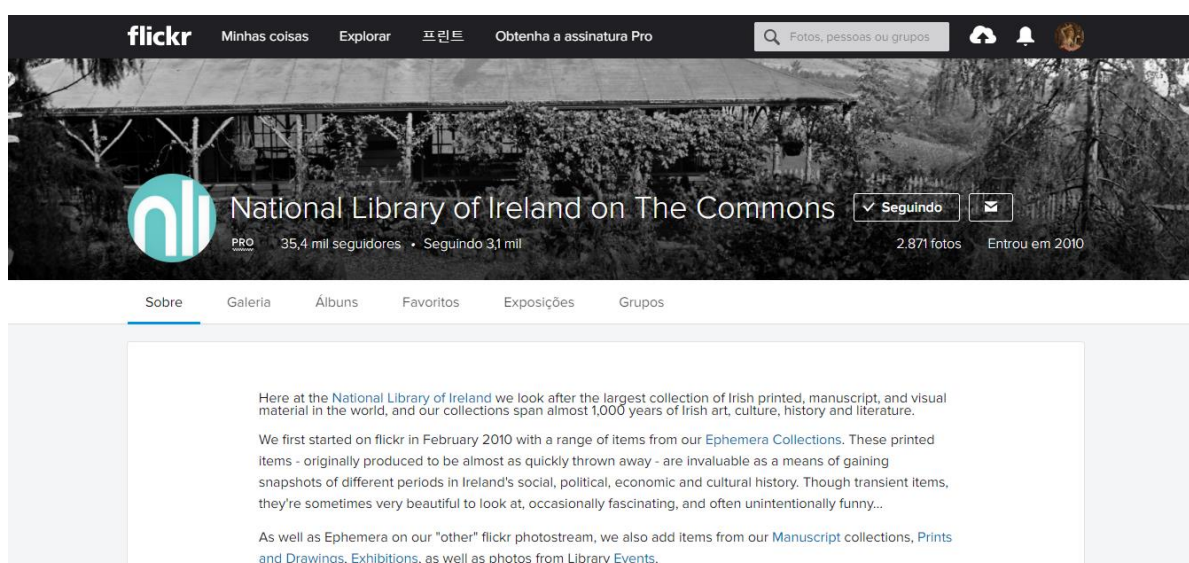 flickr Minhas coisas Explorar 프린트 Obtenha a assinatura Pro Fotos, pessoas ou grupos
nli National Library of Ireland on The Commons Seguindo
PRO 35,4 mil seguidores • Seguindo 3,1 mil 2.871 fotos Entrou em 2010
Sobre Galeria Álbuns Favoritos Exposições Grupos
Here at the National Library of Ireland we look after the largest collection of Irish printed, manuscript, and visual
material in the world, and our collections span almost 1,000 years of Irish art, culture, history and literature.
We first started on flickr in February 2010 with a range of items from our Ephemera Collections. These printed
items - originally produced to be almost as quickly thrown away - are invaluable as a means of gaining
snapshots of different periods in Ireland's social, political, economic and cultural history. Though transient items,
they're sometimes very beautiful to look at, occasionally fascinating, and often unintentionally funny...
As well as Ephemera on our "other" flickr photostream, we also add items from our Manuscript collections, Prints
and Drawings, Exhibitions, as well as photos from Library Events.